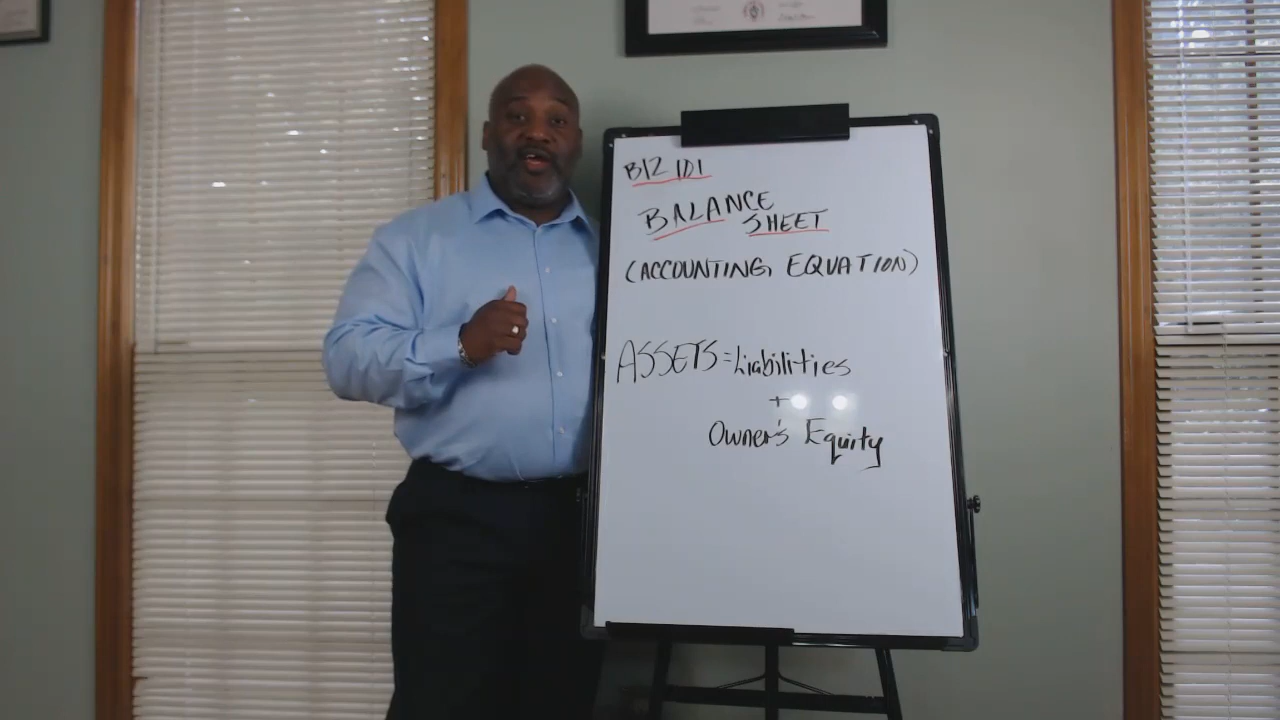 BIZ 101
BALANCE
SHEET
(ACCOUNTING EQUATION)
ASSETS = Liabilities
+
Owner's Equity